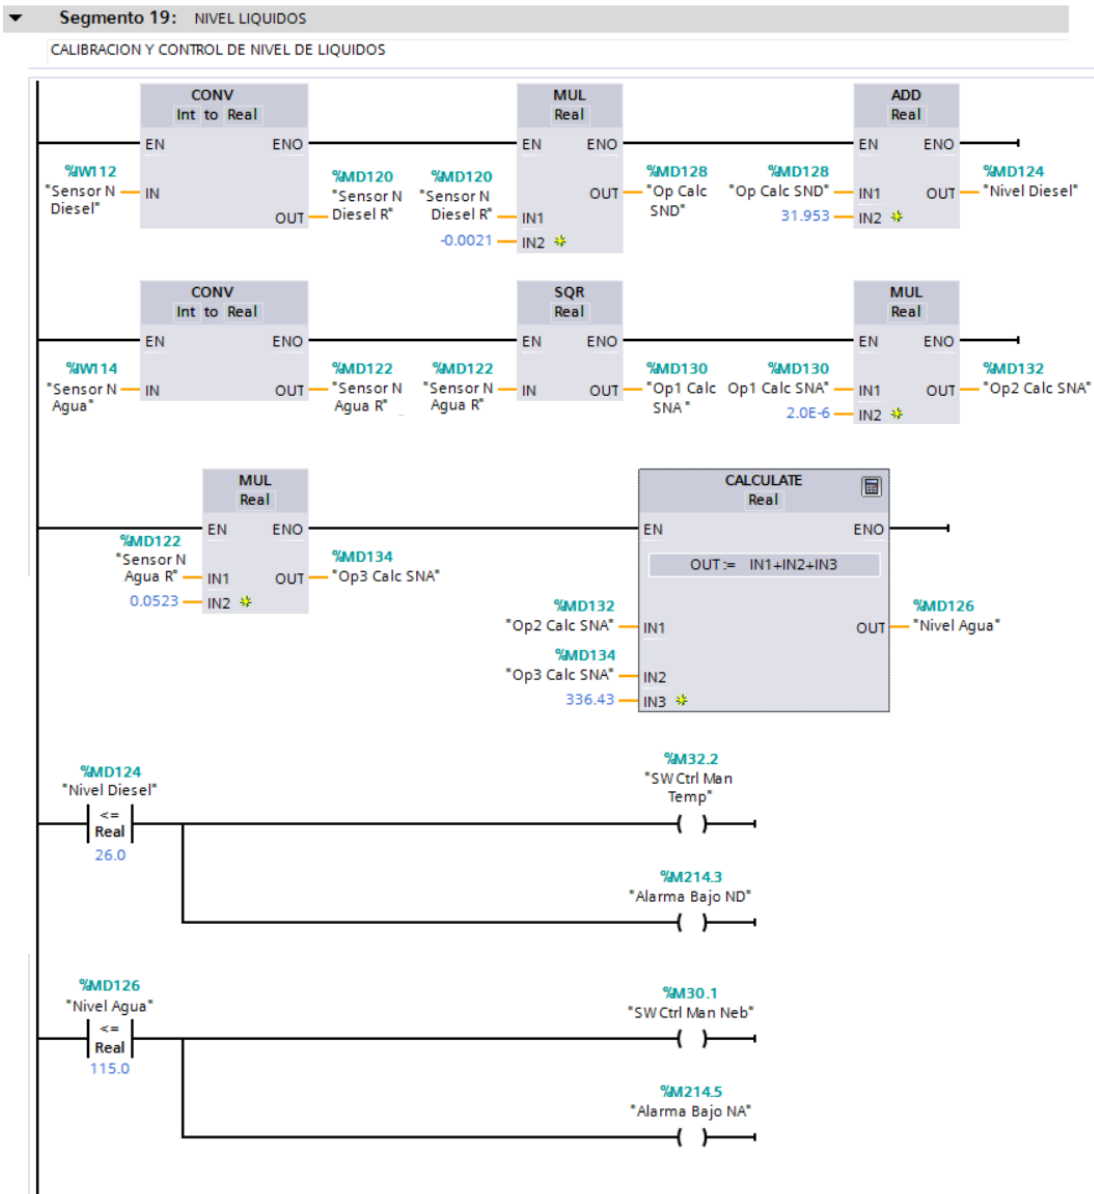 Segmento 19: NIVEL LIQUIDOS
CALIBRACION Y CONTROL DE NIVEL DE LIQUIDOS
CONV
Int to Real
EN ENO
%IW112
"Sensor N
Diesel"
IN
OUT
%MD120
"Sensor N
Diesel R"
MUL
Real
EN ENO
%MD120
"Sensor N
Diesel R"
IN1
-0.0021
IN2
OUT
%MD128
"Op Calc
SND"
ADD
Real
EN ENO
%MD128
"Op Calc SND"
IN1
31.953
IN2
OUT
%MD124
"Nivel Diesel"
CONV
Int to Real
EN ENO
%IW114
"Sensor N
Agua"
IN
OUT
%MD122
"Sensor N
Agua R"
SQR
Real
EN ENO
%MD122
"Sensor N
Agua R"
IN
OUT
%MD130
"Op1 Calc
SNA"
MUL
Real
EN ENO
%MD130
Op1 Calc SNA"
IN1
2.0E-6
IN2
OUT
%MD132
"Op2 Calc SNA"
MUL
Real
EN ENO
%MD122
"Sensor N
Agua R"
IN1
0.0523
IN2
OUT
%MD134
"Op3 Calc SNA"
CALCULATE
Real
EN ENO
OUT := IN1+IN2+IN3
%MD132
"Op2 Calc SNA"
IN1
%MD134
"Op3 Calc SNA"
IN2
336.43
IN3
OUT
%MD126
"Nivel Agua"
%MD124
"Nivel Diesel"
<=
Real
26.0
%M32.2
"SW Ctrl Man
Temp"
%M214.3
"Alarma Bajo ND"
%MD126
"Nivel Agua"
<=
Real
115.0
%M30.1
"SW Ctrl Man Neb"
%M214.5
"Alarma Bajo NA"